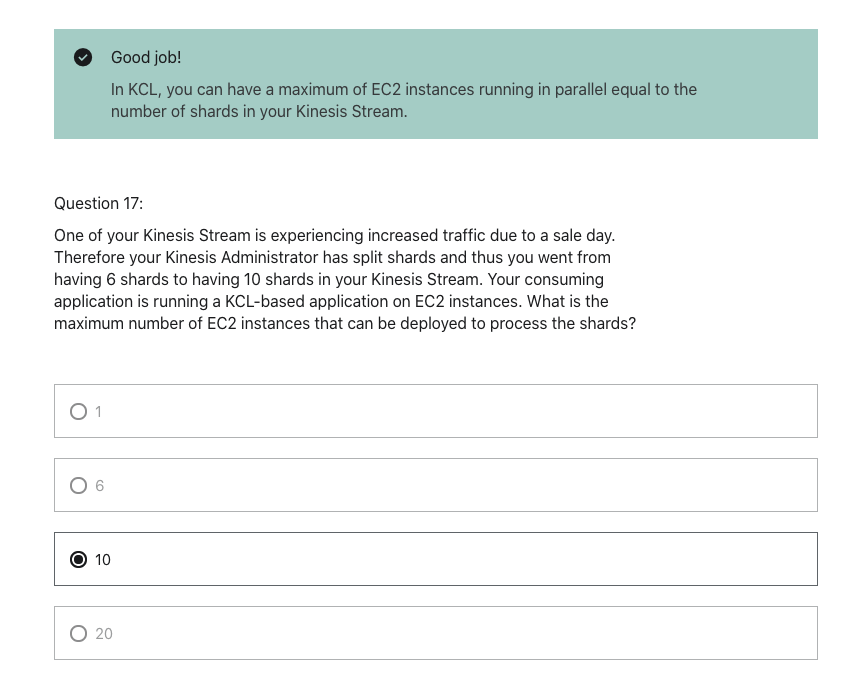 Good job!
In KCL, you can have a maximum of EC2 instances running in parallel equal to the
number of shards in your Kinesis Stream.
Question 17:
One of your Kinesis Stream is experiencing increased traffic due to a sale day.
Therefore your Kinesis Administrator has split shards and thus you went from
having 6 shards to having 10 shards in your Kinesis Stream. Your consuming
application is running a KCL-based application on EC2 instances. What is the
maximum number of EC2 instances that can be deployed to process the shards?
1
6
10
20